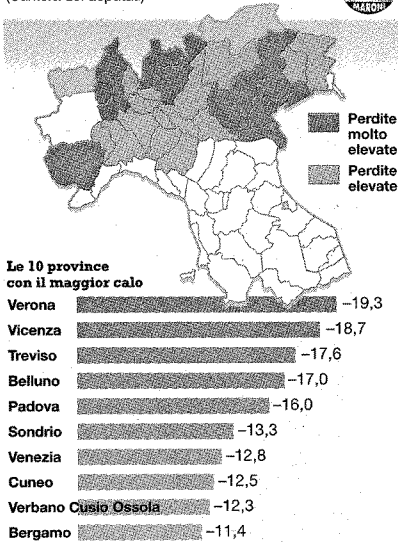 (Camera dei deputati)
MARONI
Perdite
molto
elevate
Perdite
elevate
Le 10 province
con il maggior calo
Verona –19,3
Vicenza –18,7
Treviso –17,6
Belluno –17,0
Padova –16,0
Sondrio –13,3
Venezia –12,8
Cuneo –12,5
Verbano Cusio Ossola –12,3
Bergamo –11,4